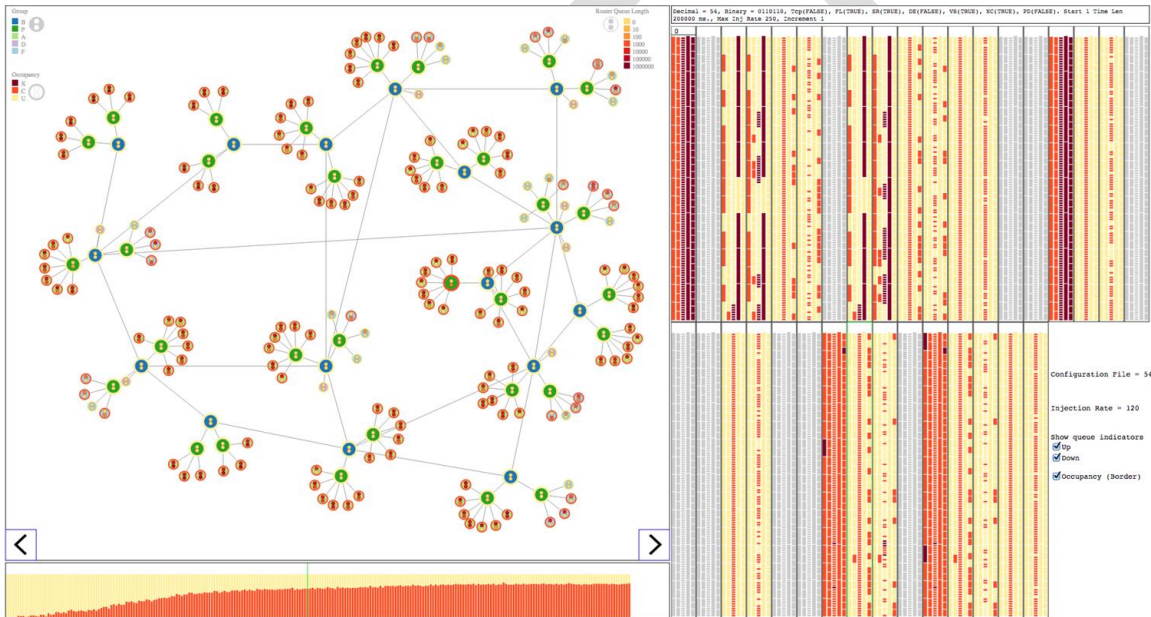 Group
B
P
A
D
F
Occupancy
X
C
U
Router Queue Length
0
10
100
1000
10000
100000
1000000
Decimal = 54, Binary = 0110110, Tcp(FALSE), FL(TRUE), SR(TRUE), DE(FALSE), VS(TRUE), NC(TRUE), PD(FALSE). Start 1 Time Len
200000 ms., Max Inj Rate 250, Increment 1
0
Configuration File = 54
Injection Rate = 120
Show queue indicators
Up
Down
Occupancy (Border)